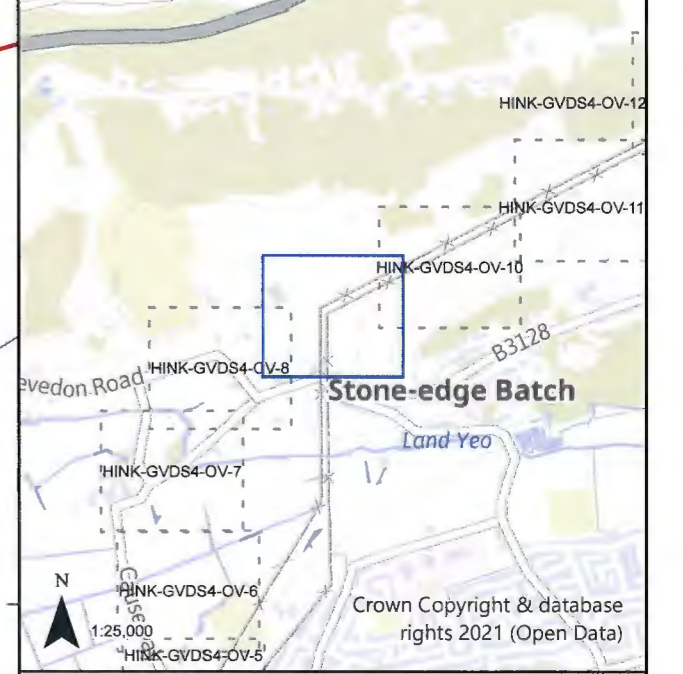 HINK-GVDS4-OV-12
HINK-GVDS4-OV-11
HINK-GVDS4-OV-10
B3128
HINK-GVDS4-OV-8
evedon Road
Stone-edge Batch
Land Yeo
HINK-GVDS4-OV-7
HINK-GVDS4-OV-6
N
1:25,000
Crown Copyright & database
rights 2021 (Open Data)
HINK-GVDS4-OV-5